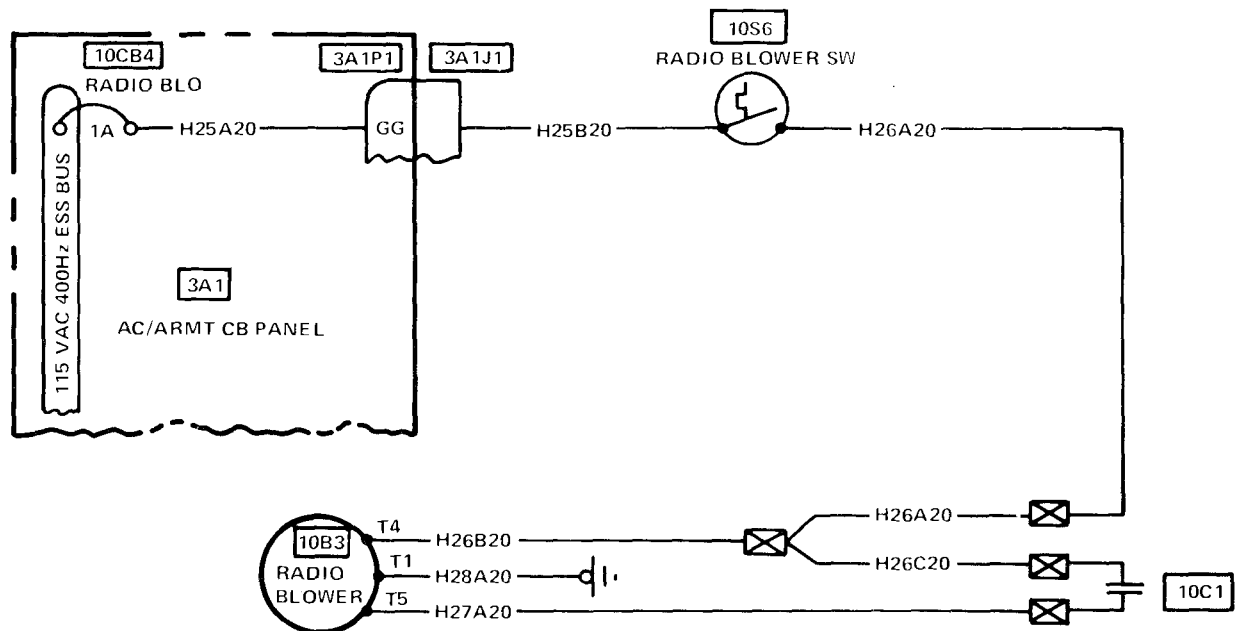 10CB4
RADIO BLO
3A1P1
3A1J1
10S6
RADIO BLOWER SW
1A
H25A20
GG
H25B20
H26A20
115 VAC 400Hz ESS BUS
3A1
AC/ARMT CB PANEL
H26A20
T4
10B3
H26B20
T1
H26C20
RADIO
BLOWER
H28A20
T5
H27A20
10C1